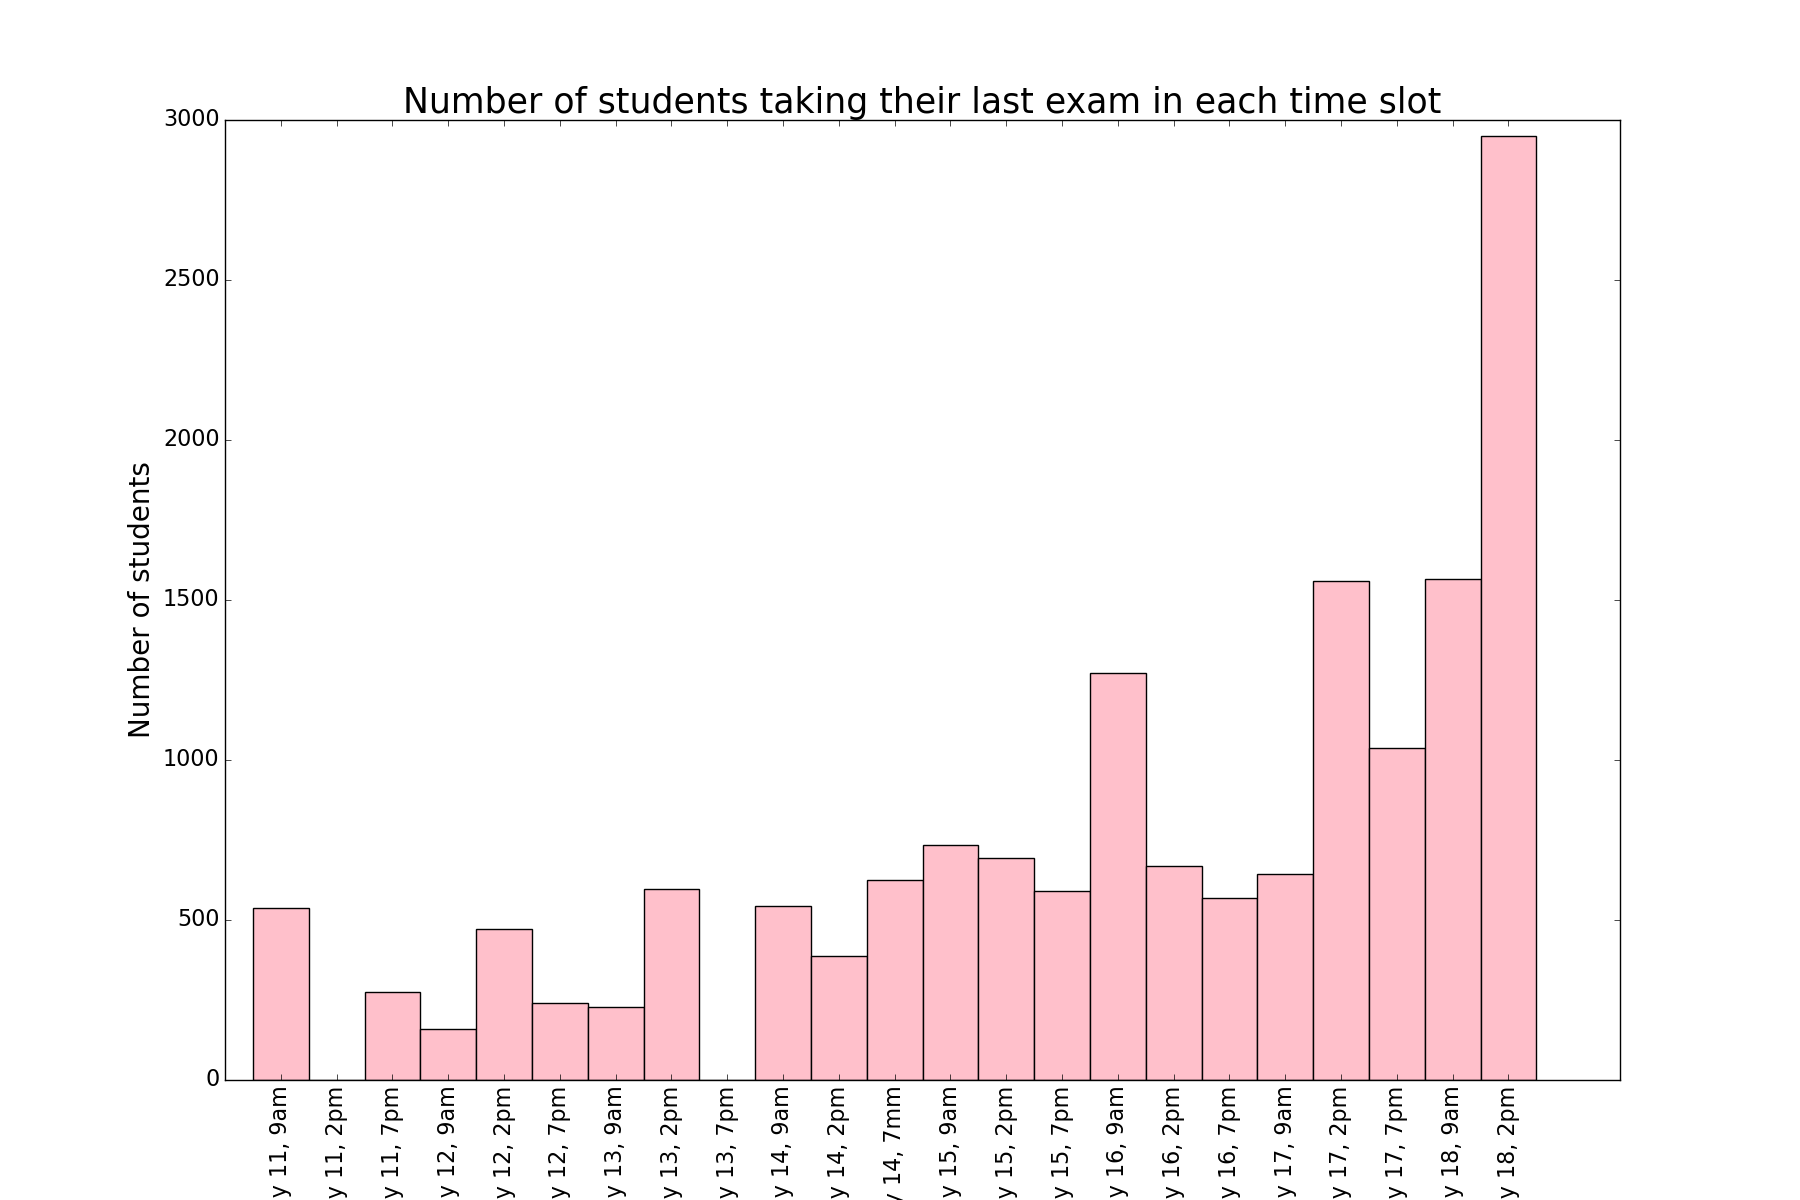 Number of students taking their last exam in each time slot
3000
2500
2000
1500
1000
500
0
Number of students
y 11, 9am
y 11, 2pm
y 11, 7pm
y 12, 9am
y 12, 2pm
y 12, 7pm
y 13, 9am
y 13, 2pm
y 13, 7pm
y 14, 9am
y 14, 2pm
y 14, 7mm
y 15, 9am
y 15, 2pm
y 15, 7pm
y 16, 9am
y 16, 2pm
y 16, 7pm
y 17, 9am
y 17, 2pm
y 17, 7pm
y 18, 9am
y 18, 2pm